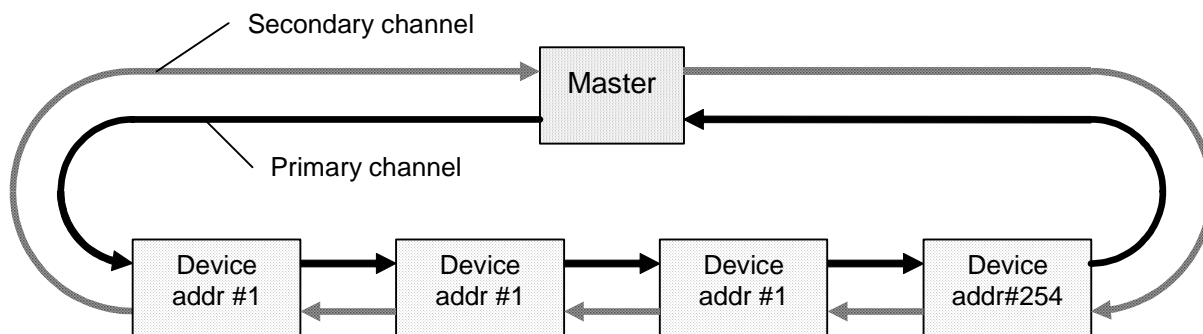 Secondary channel
Master
Primary channel
Device
addr #1
Device
addr #1
Device
addr #1
Device
addr#254